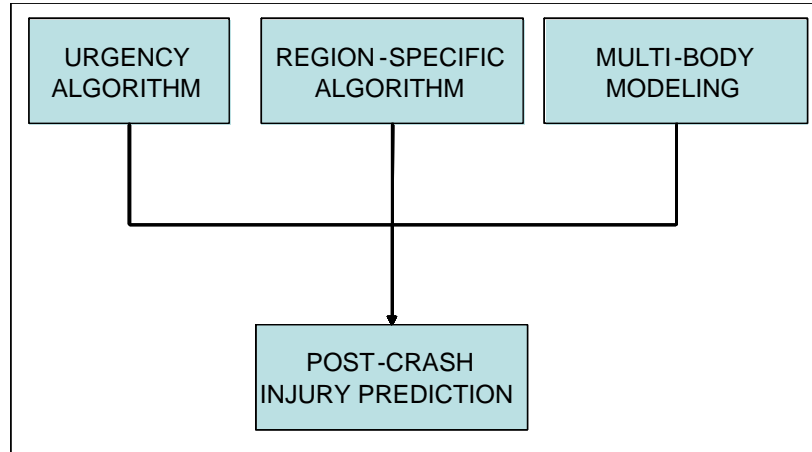 URGENCY
ALGORITHM
REGION-SPECIFIC
ALGORITHM
MULTI-BODY
MODELING
POST-CRASH
INJURY PREDICTION